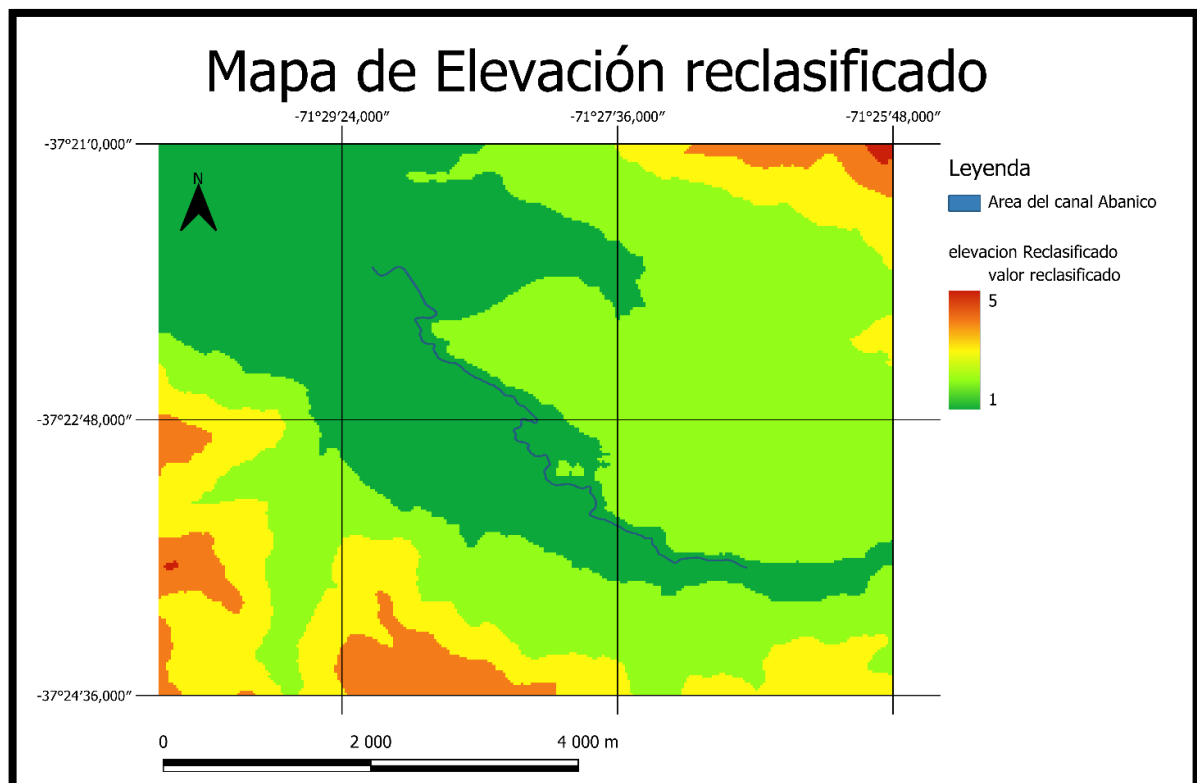 Mapa de Elevación reclasificado
-71°29′24,000″ -71°27′36,000″ -71°25′48,000″
-37°21′0,000″
N
Leyenda
Area del canal Abanico
elevacion Reclasificado
valor reclasificado
5
1
-37°22′48,000″
-37°24′36,000″
0 2 000 4 000 m